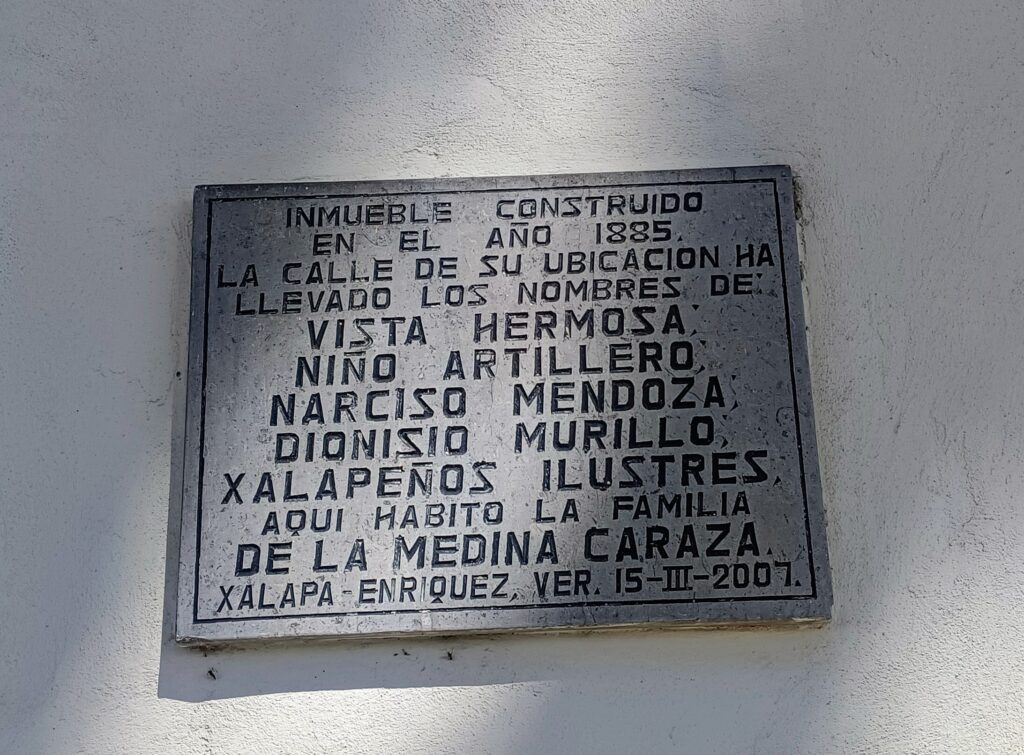 INMUEBLE CONSTRUIDO
EN EL AÑO 1885.
LA CALLE DE SU UBICACION HA
LLEVADO LOS NOMBRES DE:
VISTA HERMOSA;
NIÑO ARTILLERO;
NARCISO MENDOZA;
DIONISIO MURILLO;
XALAPEÑOS ILUSTRES.
AQUI HABITO LA FAMILIA
DE LA MEDINA CARAZA.
XALAPA-ENRIQUEZ, VER. 15-III-2007.